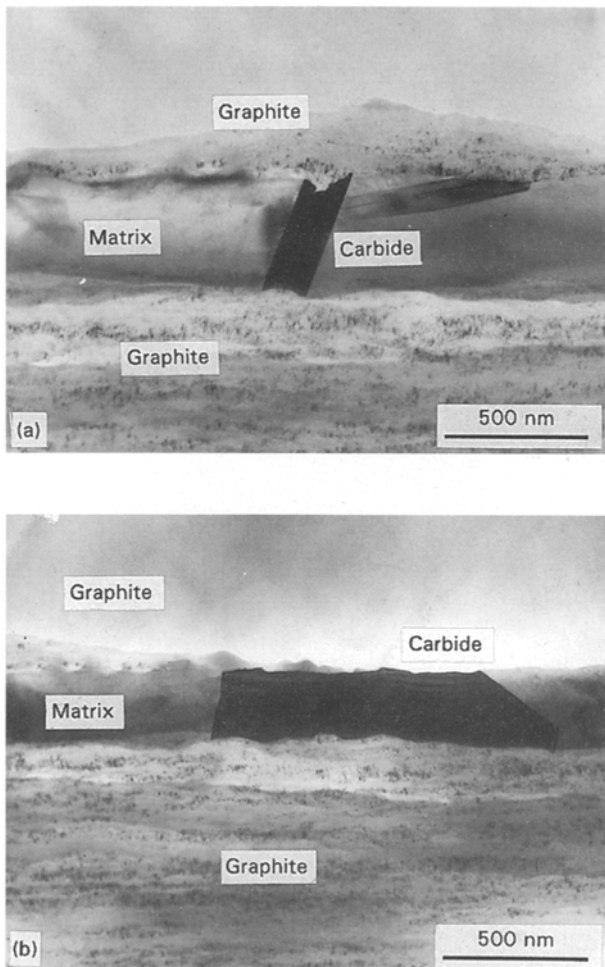 Graphite
Matrix
Carbide
Graphite
(a)
500 nm
Graphite
Carbide
Matrix
Graphite
(b)
500 nm